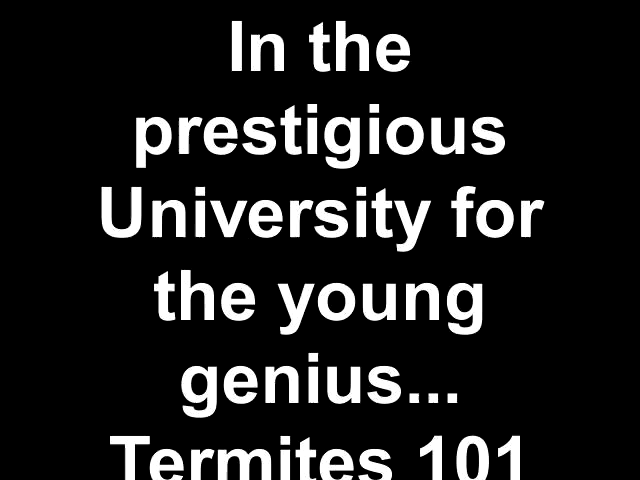 In the
prestigious
University for
the young
genius...
Termites 101